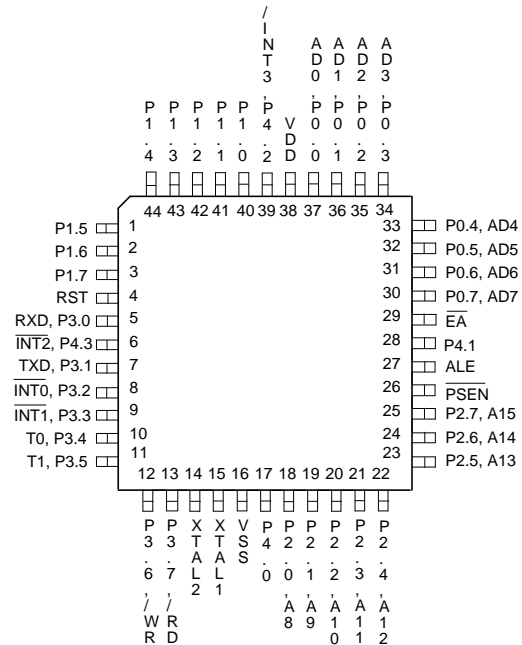 /INT3, P4.2
AD0, P0.0
AD1, P0.1
AD2, P0.2
AD3, P0.3
P1.4
P1.3
P1.2
P1.1
P1.0
VDD
44 43 42 41 40 39 38 37 36 35 34
P1.5 1
P1.6 2
P1.7 3
RST 4
RXD, P3.0 5
INT2, P4.3 6
TXD, P3.1 7
INT0, P3.2 8
INT1, P3.3 9
T0, P3.4 10
T1, P3.5 11
33 P0.4, AD4
32 P0.5, AD5
31 P0.6, AD6
30 P0.7, AD7
29 EA
28 P4.1
27 ALE
26 PSEN
25 P2.7, A15
24 P2.6, A14
23 P2.5, A13
12 13 14 15 16 17 18 19 20 21 22
P3.6, /WR
P3.7, /RD
XTAL2
XTAL1
VSS
P4.0
P2.0, A8
P2.1, A9
P2.2, A10
P2.3, A11
P2.4, A12